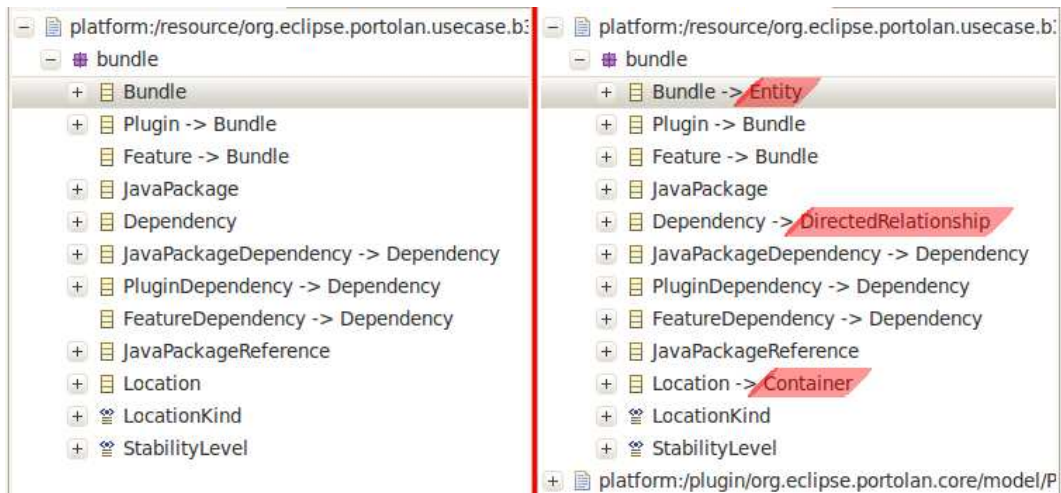 platform:/resource/org.eclipse.portolan.usecase.b3
bundle
Bundle
Plugin -> Bundle
Feature -> Bundle
JavaPackage
Dependency
JavaPackageDependency -> Dependency
PluginDependency -> Dependency
FeatureDependency -> Dependency
JavaPackageReference
Location
LocationKind
StabilityLevel
platform:/resource/org.eclipse.portolan.usecase.b
bundle
Bundle -> Entity
Plugin -> Bundle
Feature -> Bundle
JavaPackage
Dependency -> DirectedRelationship
JavaPackageDependency -> Dependency
PluginDependency -> Dependency
FeatureDependency -> Dependency
JavaPackageReference
Location -> Container
LocationKind
StabilityLevel
platform:/plugin/org.eclipse.portolan.core/model/P